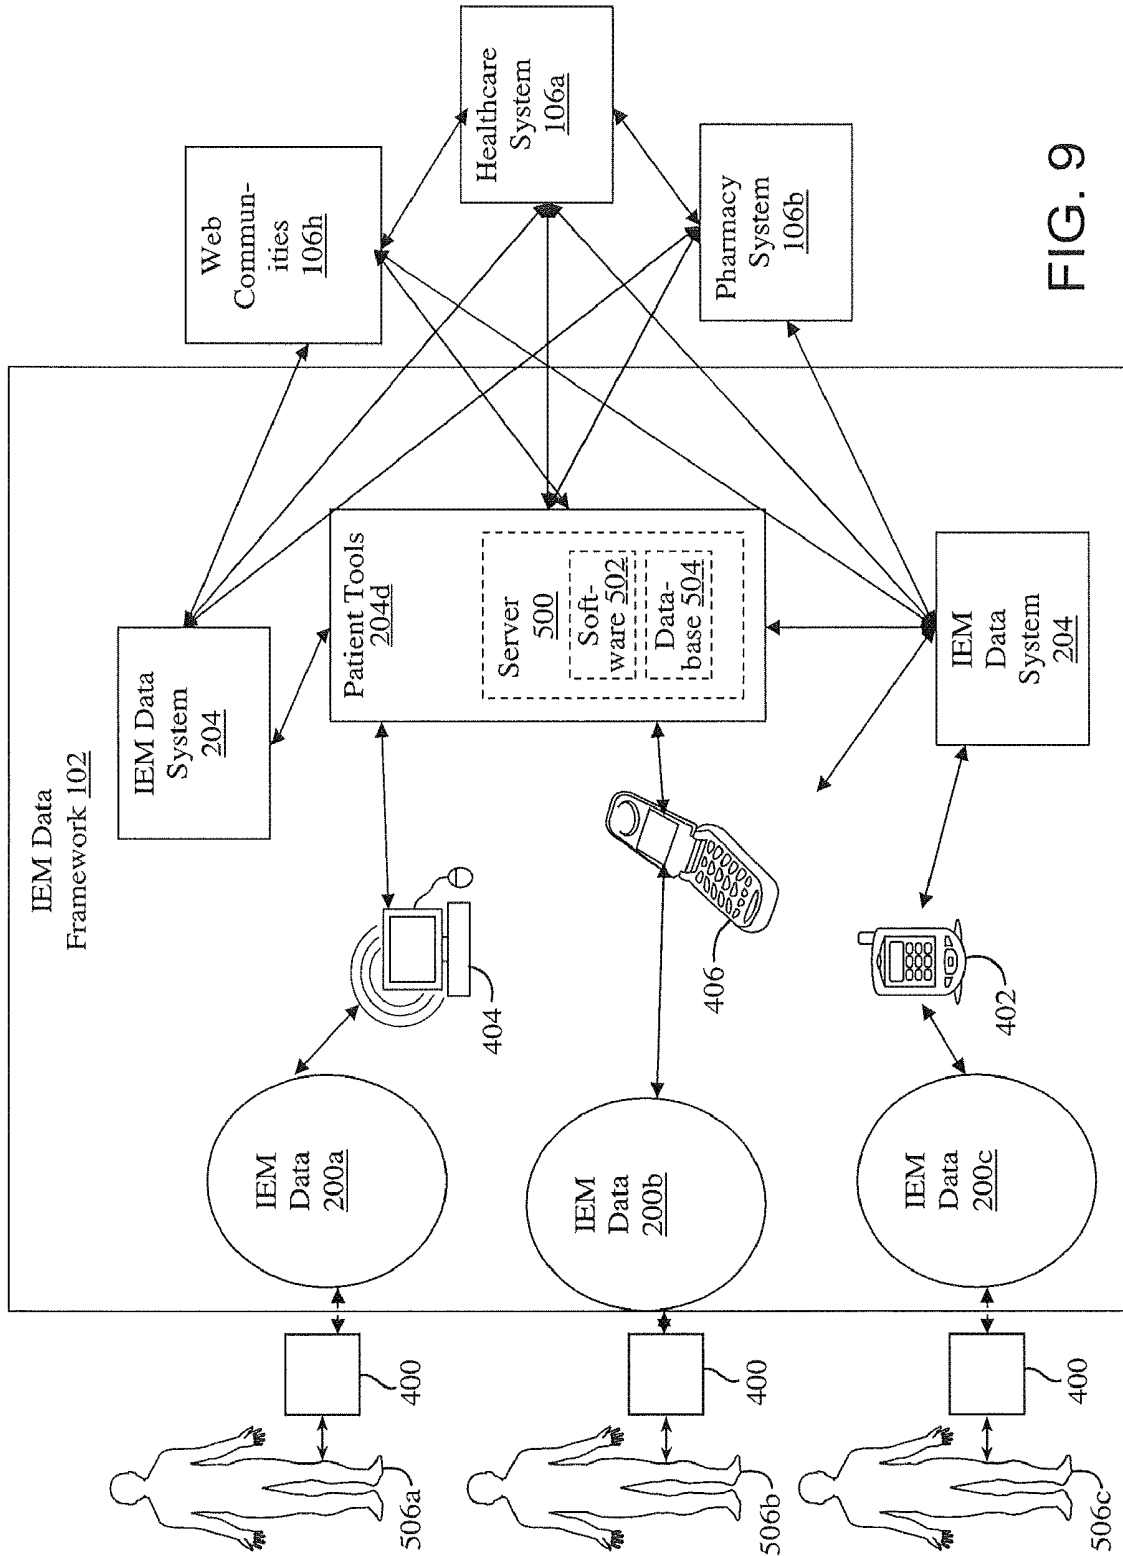 IEM Data
Framework 102
IEM Data
System
204
Web
Commun-
ities
106h
Healthcare
System
106a
Pharmacy
System
106b
Patient Tools
204d
Server
500
Soft-
ware 502
Data-
base 504
IEM
Data
System
204
404
406
402
IEM
Data
200a
IEM
Data
200b
IEM
Data
200c
400
400
400
506a
506b
506c
FIG. 9